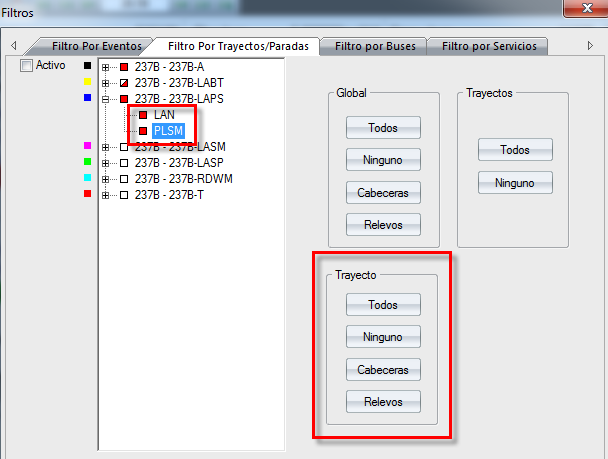 Filtros
Filtro Por Eventos
Filtro Por Trayectos/Paradas
Filtro por Buses
Filtro por Servicios
Activo
237B - 237B-A
237B - 237B-LABT
237B - 237B-LAPS
LAN
PLSM
237B - 237B-LASM
237B - 237B-LASP
237B - 237B-RDWM
237B - 237B-T
Global
Todos
Ninguno
Cabeceras
Relevos
Trayectos
Todos
Ninguno
Trayecto
Todos
Ninguno
Cabeceras
Relevos